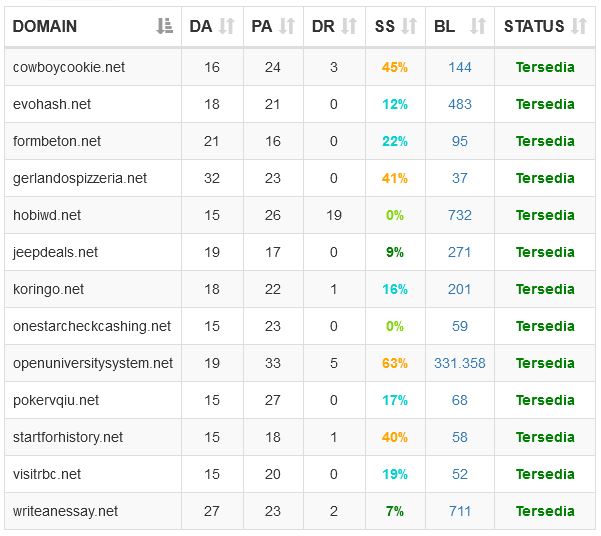 DOMAIN DA PA DR SS BL STATUS
cowboycookie.net 16 24 3 45% 144 Tersedia
evohash.net 18 21 0 12% 483 Tersedia
formbeton.net 21 16 0 22% 95 Tersedia
gerlandospizzeria.net 32 23 0 41% 37 Tersedia
hobiwd.net 15 26 19 0% 732 Tersedia
jeepdeals.net 19 17 0 9% 271 Tersedia
koringo.net 18 22 1 16% 201 Tersedia
onestarcheckcashing.net 15 23 0 0% 59 Tersedia
openuniversitysystem.net 19 33 5 63% 331.358 Tersedia
pokervqiu.net 15 27 0 17% 68 Tersedia
startforhistory.net 15 18 1 40% 58 Tersedia
visitrbc.net 15 20 0 19% 52 Tersedia
writeanessay.net 27 23 2 7% 711 Tersedia